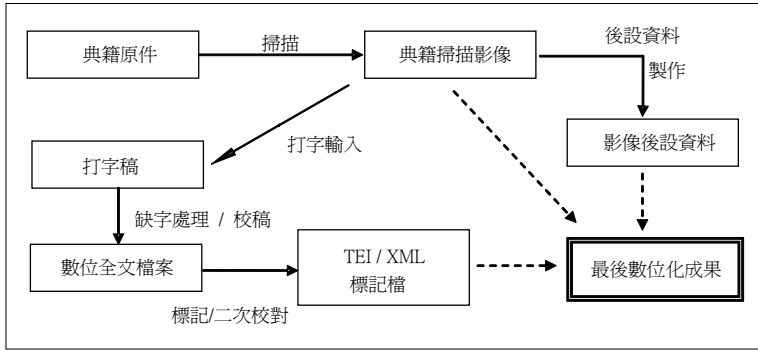 典籍原件
掃描
典籍掃描影像
後設資料
製作
影像後設資料
打字輸入
打字稿
缺字處理 / 校稿
數位全文檔案
標記/二次校對
TEI / XML
標記檔
最後數位化成果